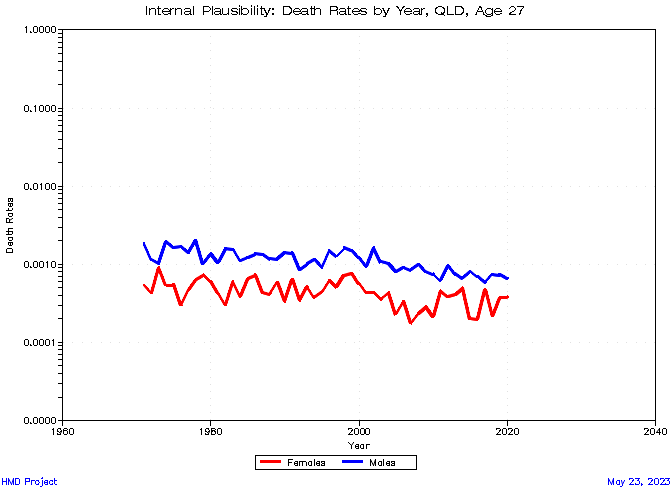 Internal Plausibility: Death Rates by Year, QLD, Age 27
1.0000
0.1000
0.0100
0.0010
0.0001
0.0000
Death Rates
1960
1980
2000
2020
2040
Year
Females
Males
HMD Project
May 23, 2023